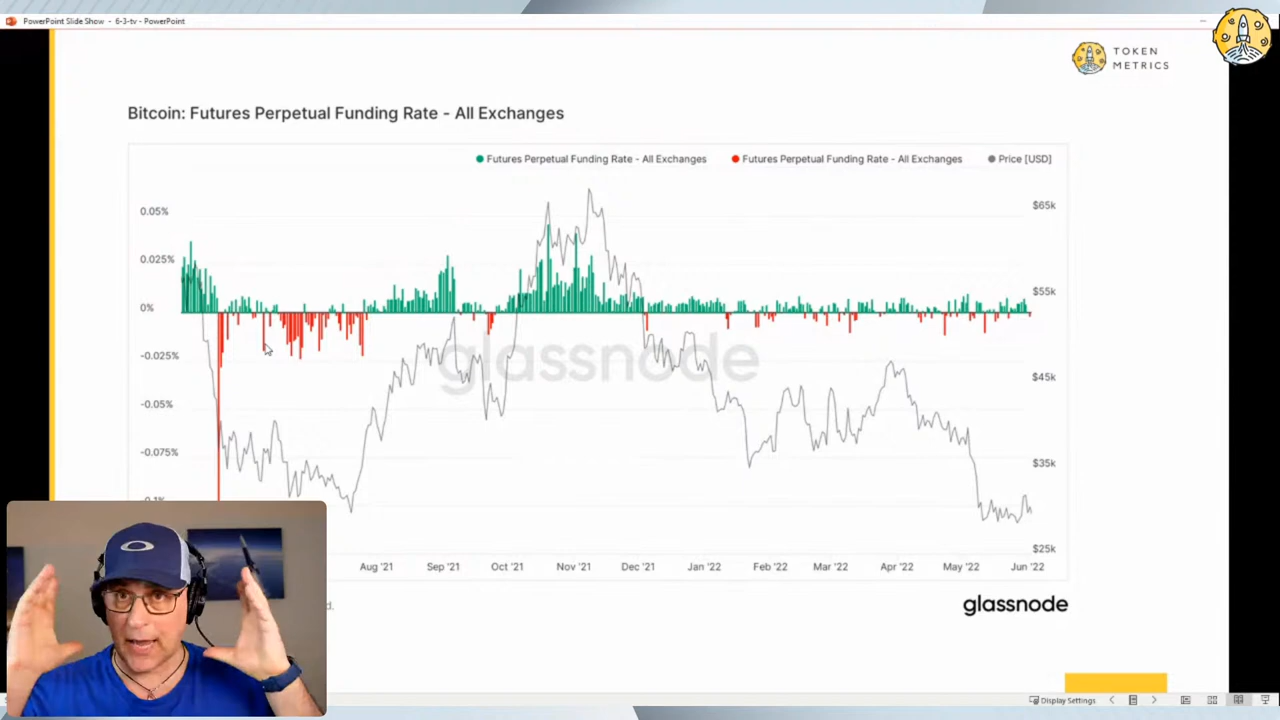 PowerPoint Slide Show - 6-3-tv - PowerPoint
TOKEN
METRICS
Bitcoin: Futures Perpetual Funding Rate - All Exchanges
Futures Perpetual Funding Rate - All Exchanges
Futures Perpetual Funding Rate - All Exchanges
Price [USD]
0.05%
0.025%
0%
-0.025%
-0.05%
-0.075%
$65k
$55k
$45k
$35k
$25k
glassnode
Aug '21
Sep '21
Oct '21
Nov '21
Dec '21
Jan '22
Feb '22
Mar '22
Apr '22
May '22
Jun '22
glassnode
Display Settings